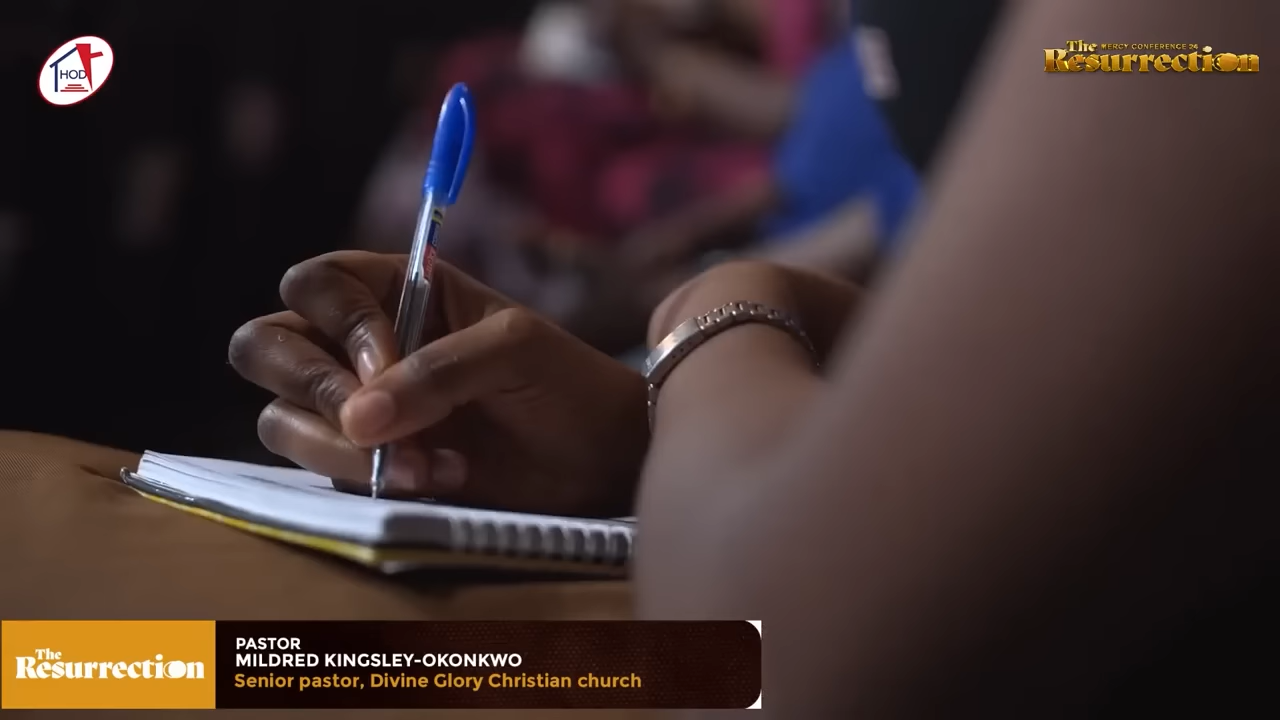 HOD
MERCY CONFERENCE 24
The
Resurrection
PASTOR
MILDRED KINGSLEY-OKONKWO
Senior pastor, Divine Glory Christian church
The
Resurrection